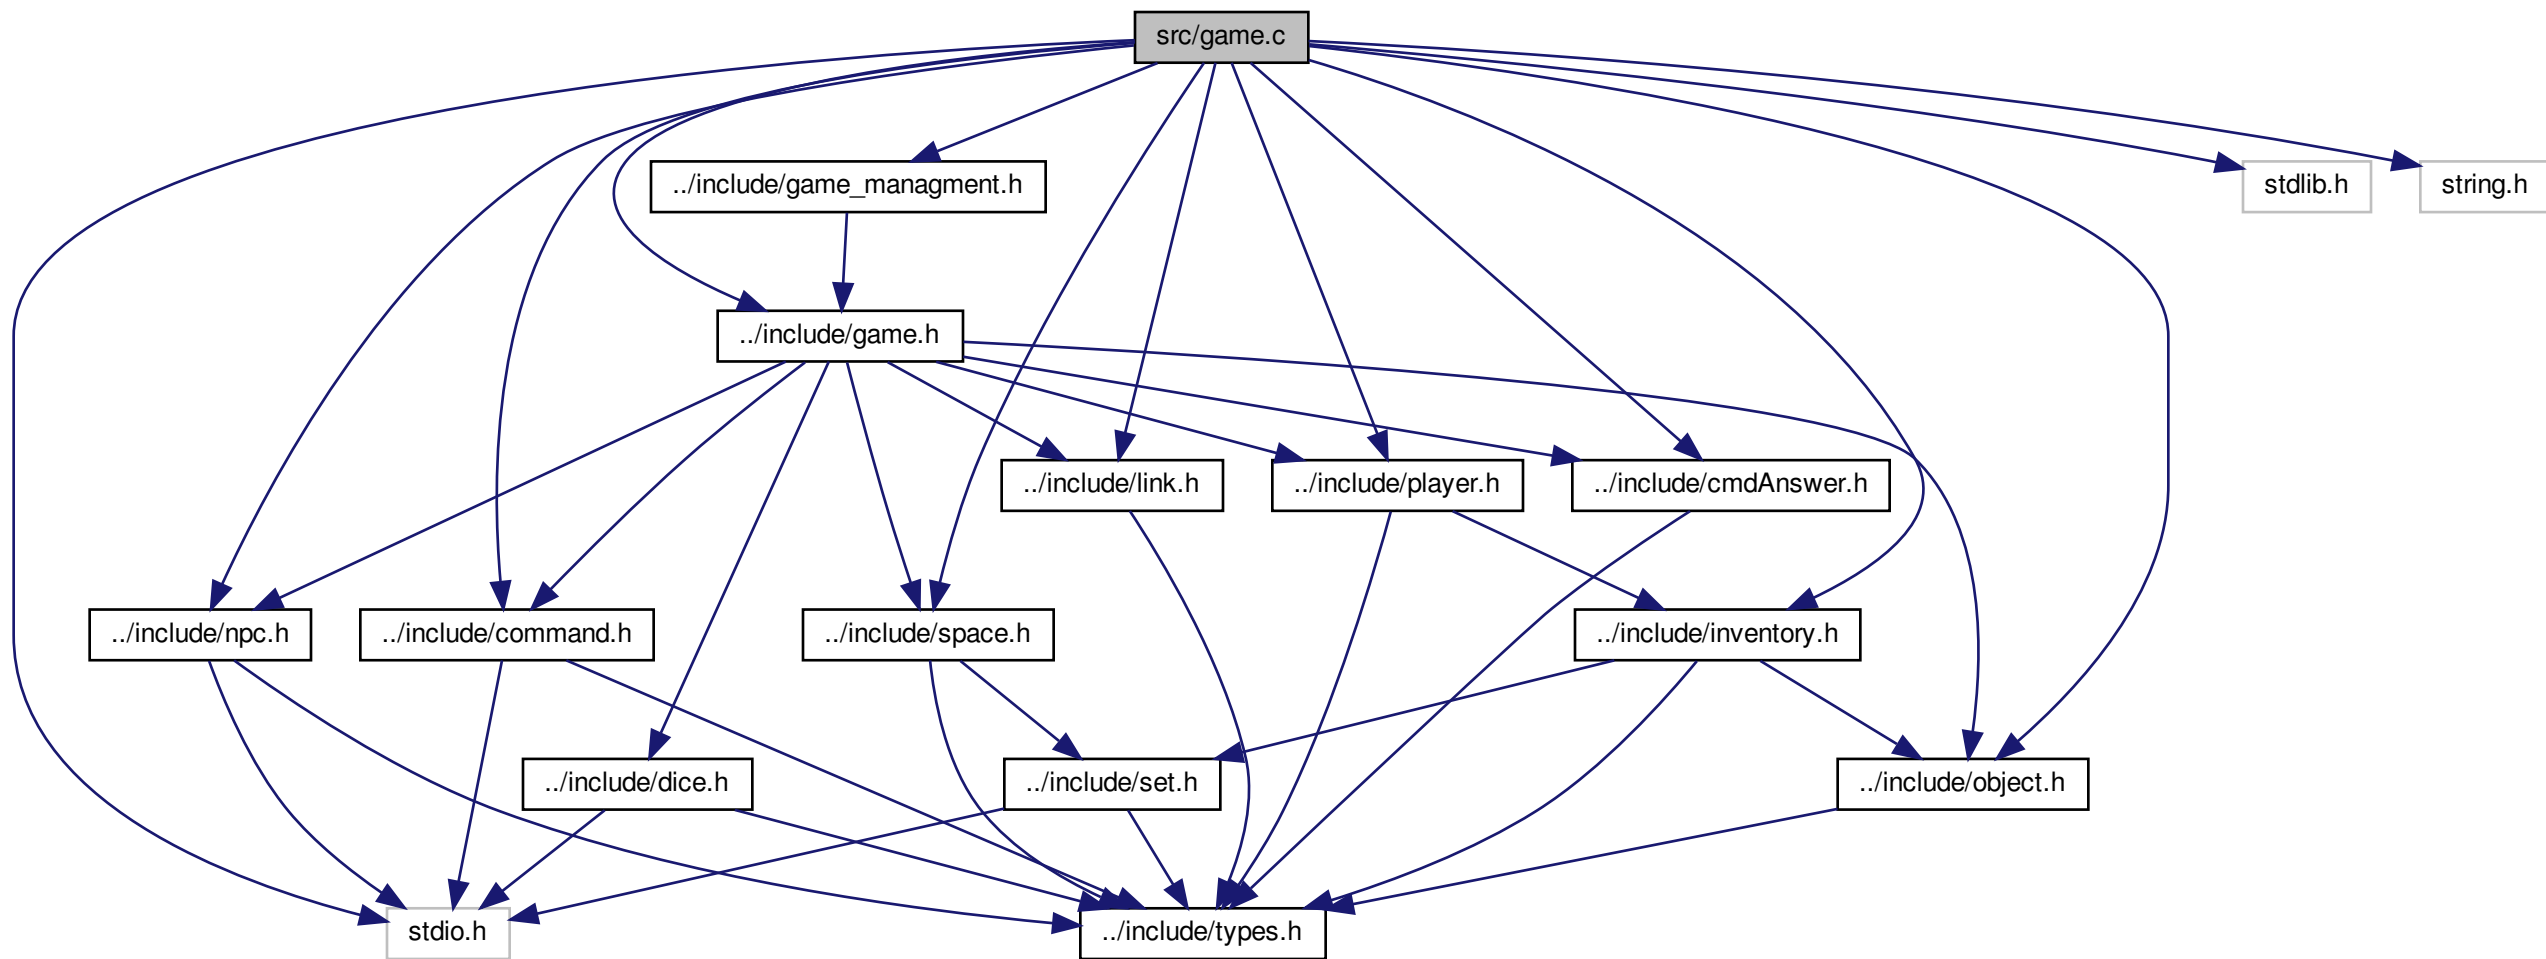 src/game.c
../include/game_managment.h
stdlib.h
string.h
../include/game.h
../include/link.h
../include/player.h
../include/cmdAnswer.h
../include/npc.h
../include/command.h
../include/space.h
../include/inventory.h
../include/dice.h
../include/set.h
../include/object.h
stdio.h
../include/types.h